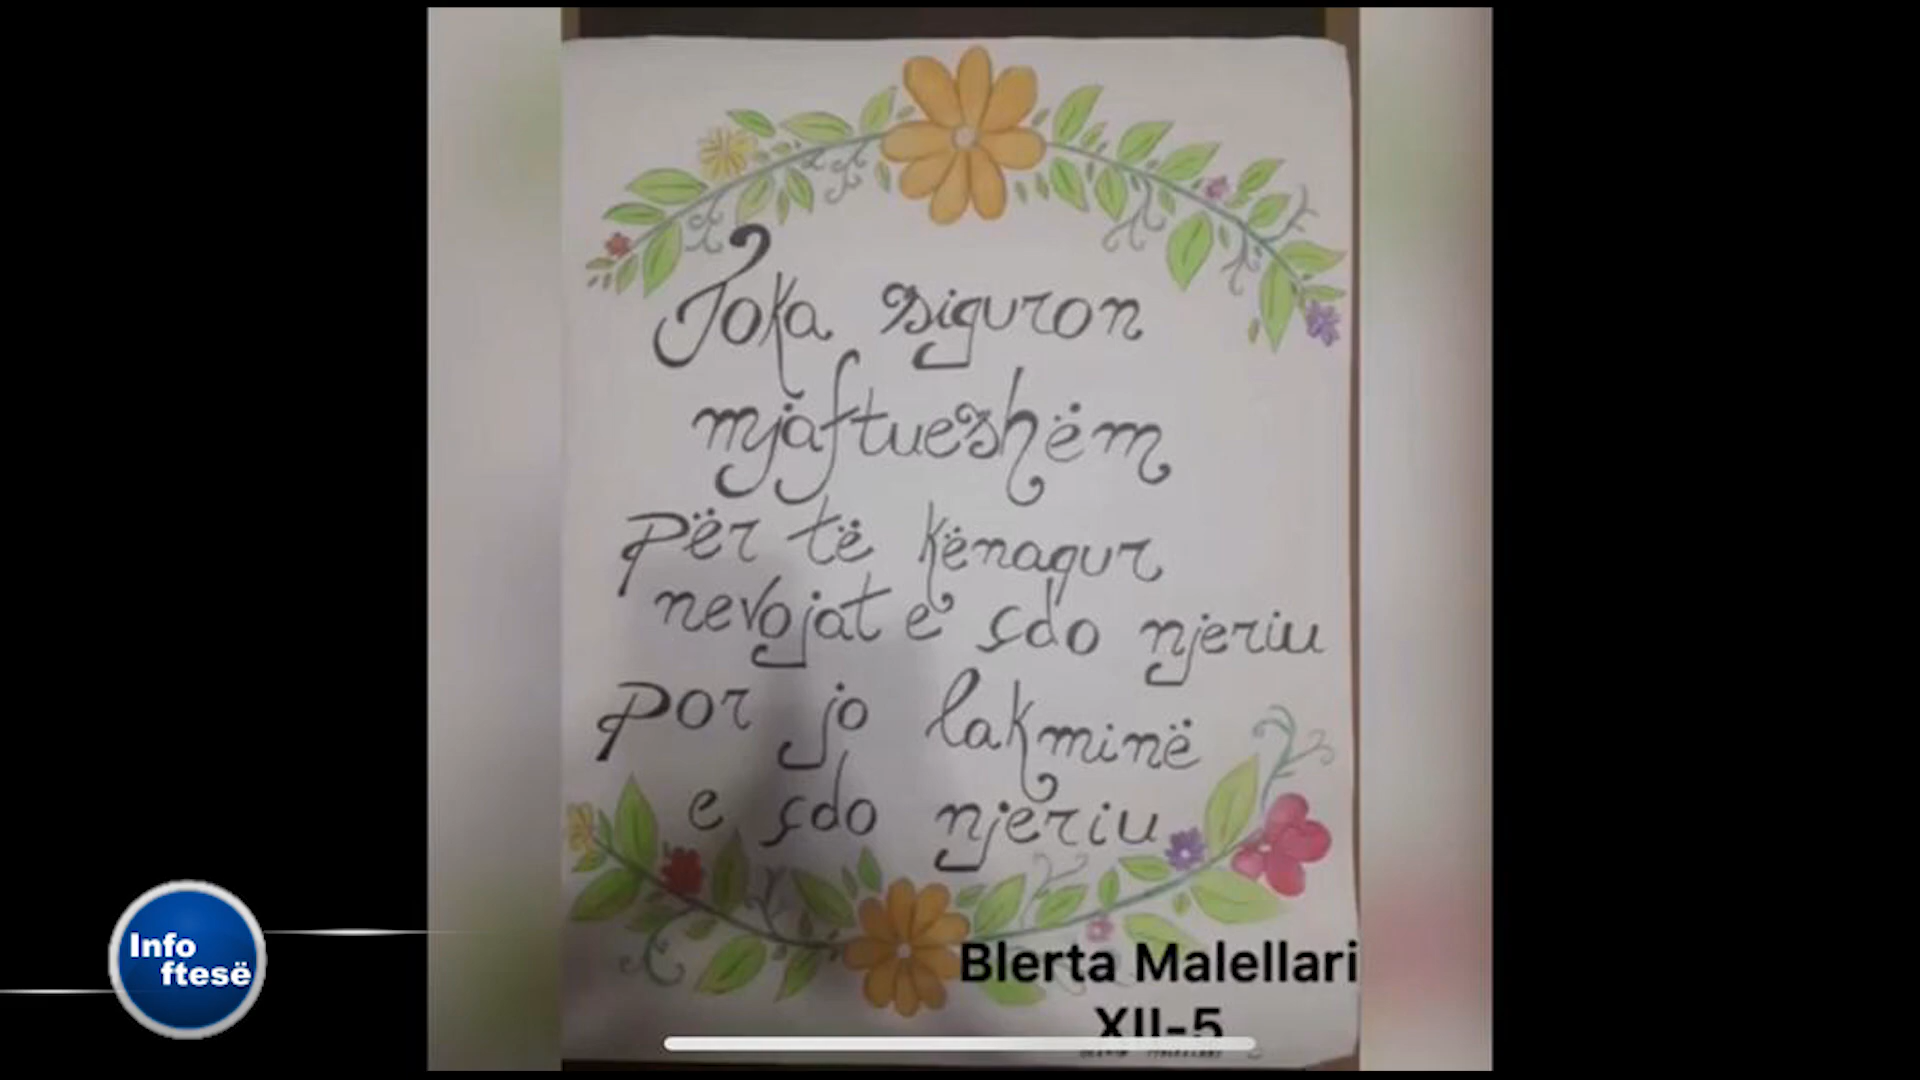 Toka siguron
mjaftueshëm
për të kënaqur
nevojat e çdo njeriu
por jo lakminë
e çdo njeriu
Blerta Malellari
XII-5
Info
ftesë